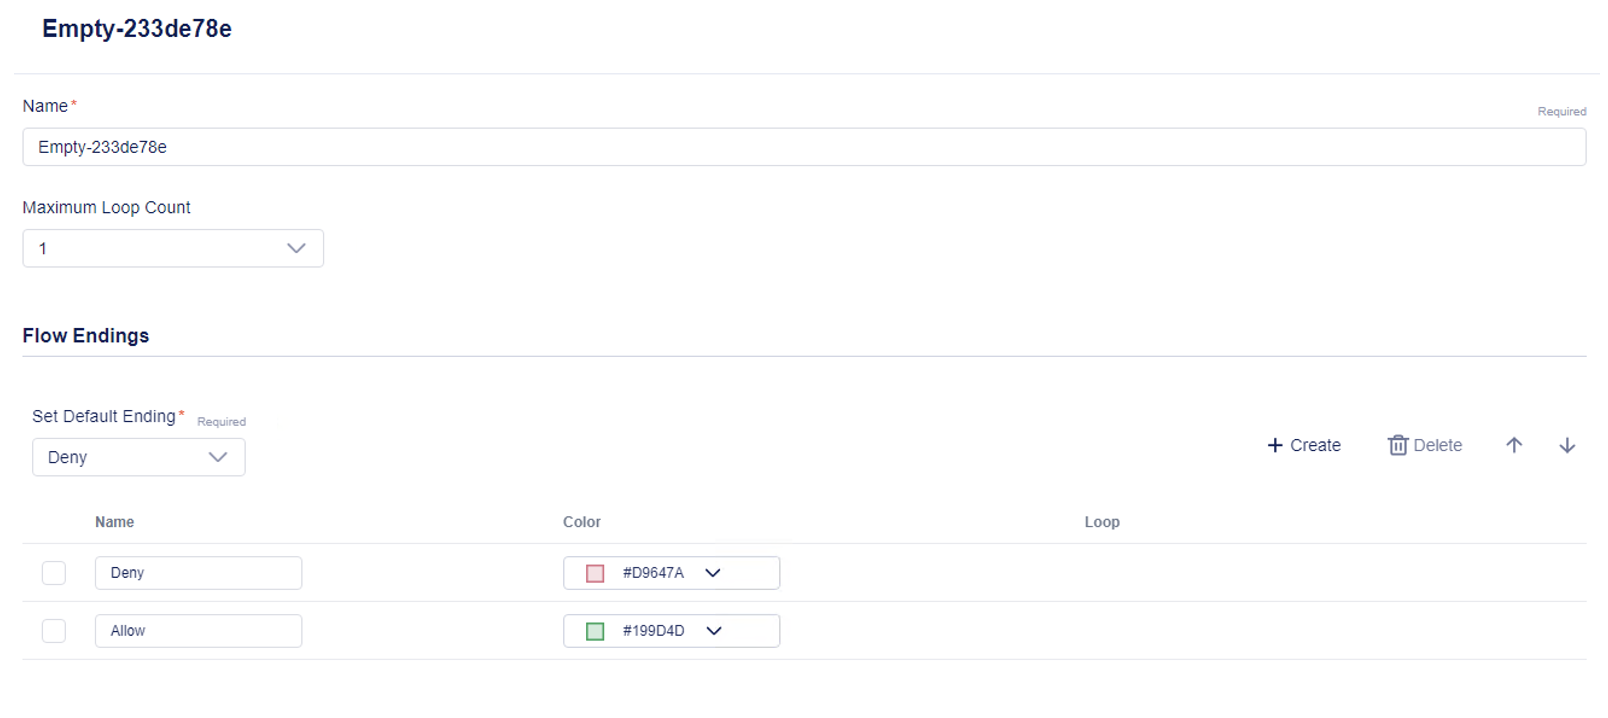 Empty-233de78e
Name*
Required
Empty-233de78e
Maximum Loop Count
1
Flow Endings
Set Default Ending* Required
Deny
Create Delete
Name Color Loop
Deny #D9647A
Allow #199D4D